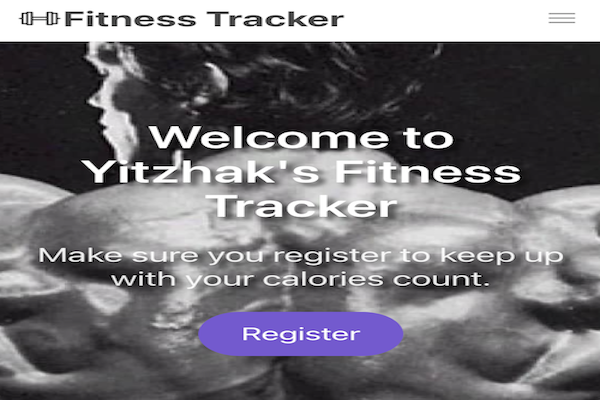 Fitness Tracker
Welcome to
Yitzhak's Fitness
Tracker
Make sure you register to keep up
with your calories count.
Register